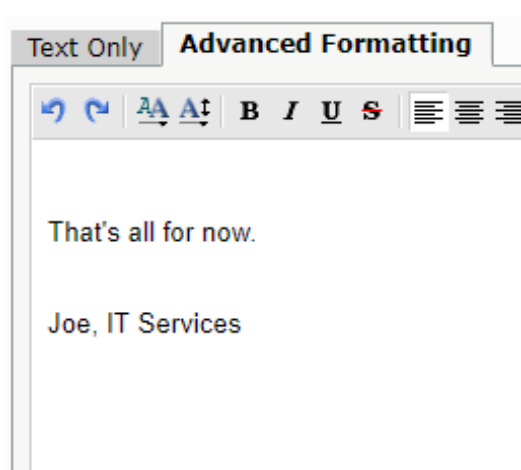 Text Only Advanced Formatting
B I U S
That's all for now.
Joe, IT Services